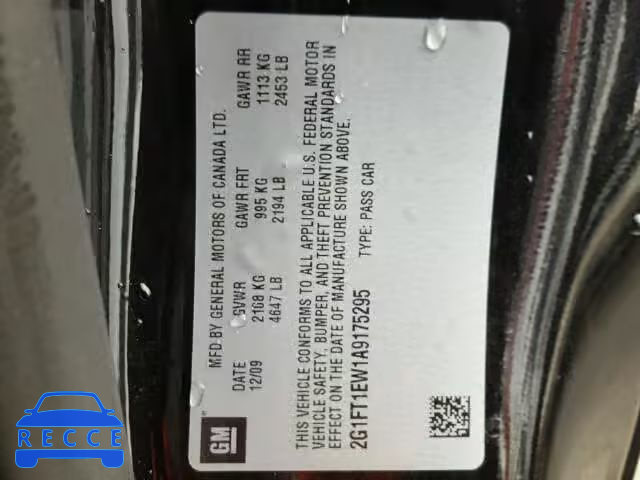 MFD BY GENERAL MOTORS OF CANADA LTD.
DATE GVWR GAWR FRT GAWR RR
12/09 2108 KG 995 KG 1113 KG
4647 LB 2194 LB 2453 LB
THIS VEHICLE CONFORMS TO ALL APPLICABLE U.S. FEDERAL MOTOR
VEHICLE SAFETY, BUMPER, AND THEFT PREVENTION STANDARDS IN
EFFECT ON THE DATE OF MANUFACTURE SHOWN ABOVE.
2G1FT1EW1A9175295 TYPE: PASS CAR
GM
RECCE